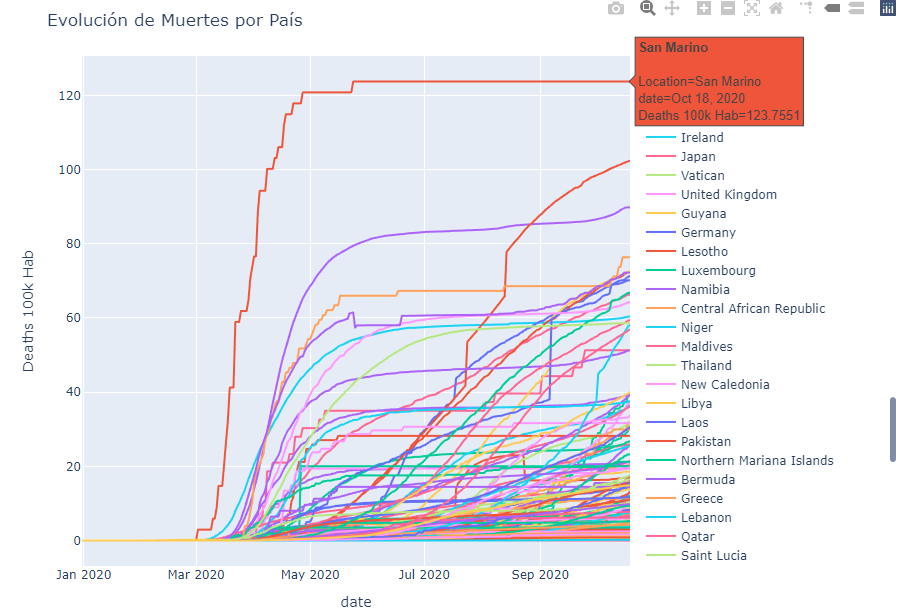 Evolución de Muertes por País
San Marino
Location=San Marino
date=Oct 18, 2020
Deaths 100k Hab=123.7551
Deaths 100k Hab
120
100
80
60
40
20
0
Jan 2020
Mar 2020
May 2020
Jul 2020
Sep 2020
date
Ireland
Japan
Vatican
United Kingdom
Guyana
Germany
Lesotho
Luxembourg
Namibia
Central African Republic
Niger
Maldives
Thailand
New Caledonia
Libya
Laos
Pakistan
Northern Mariana Islands
Bermuda
Greece
Lebanon
Qatar
Saint Lucia